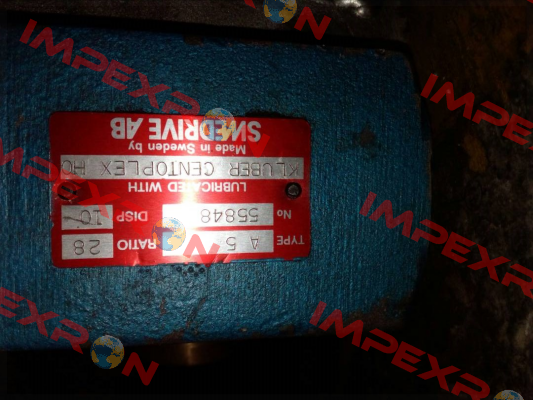 TYPE A 5 RATIO 28
No 55848 DISP 10
LUBRICATED WITH
KLUBER CENTOPLEX HO
Made in Sweden by
SWEDRIVE AB
IMPEXRON
IMPEXRON
IMPEXRON
IMPEXRON
IMPEXRON
IMPEXRON